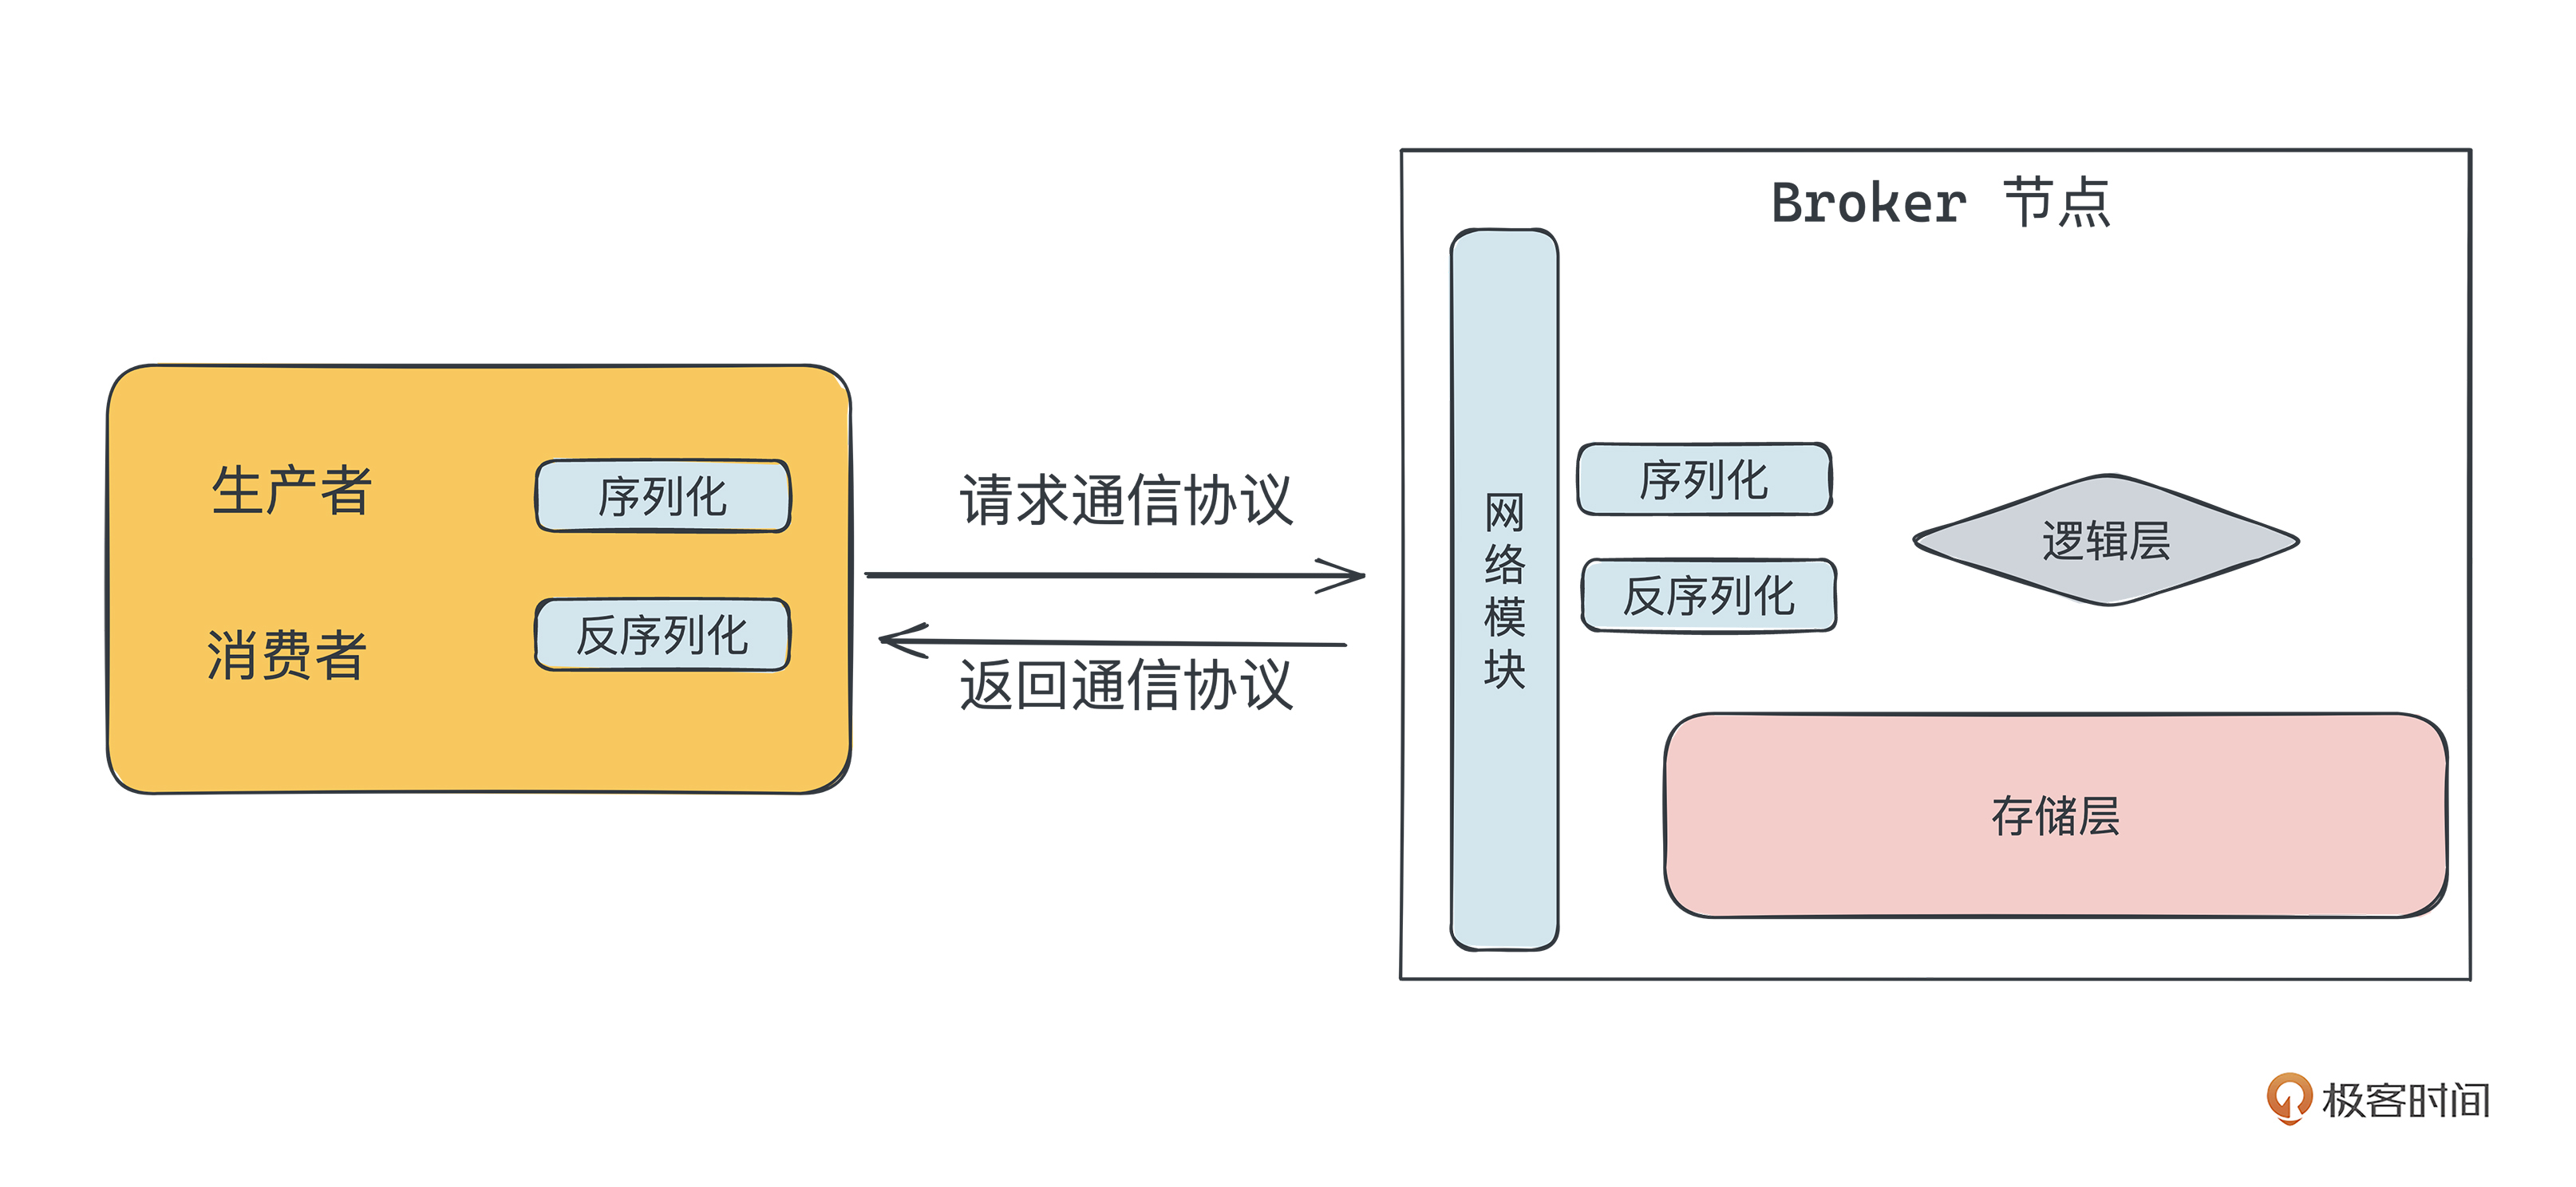 生产者
序列化
消费者
反序列化
请求通信协议
返回通信协议
Broker 节点
网络模块
序列化
反序列化
逻辑层
存储层
极客时间